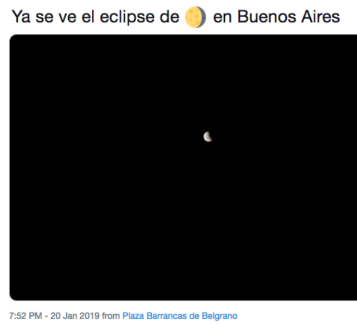 Ya se ve el eclipse de 🌖 en Buenos Aires
7:52 PM - 20 Jan 2019 from Plaza Barrancas de Belgrano